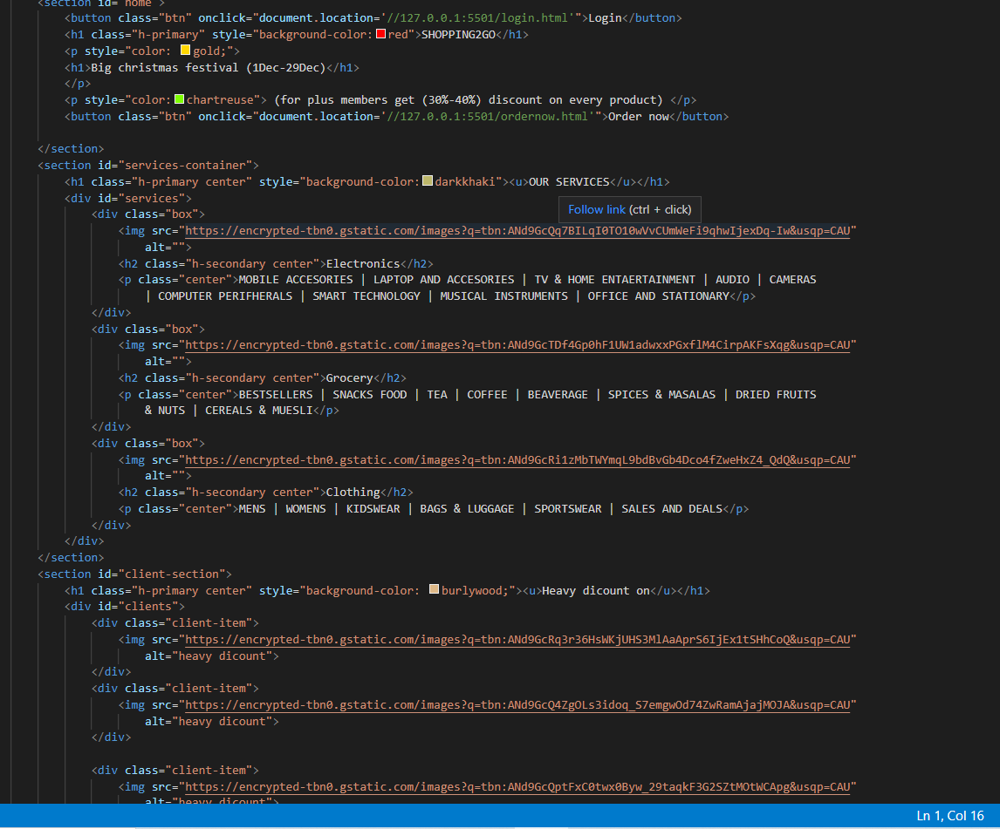 <section id="home">
<button class="btn" onclick="document.location='//127.0.0.1:5501/login.html'">Login</button>
<h1 class="h-primary" style="background-color:red">SHOPPING2GO</h1>
<p style="color: gold;">
<h1>Big christmas festival (1Dec-29Dec)</h1>
</p>
<p style="color:chartreuse"> (for plus members get (30%-40%) discount on every product) </p>
<button class="btn" onclick="document.location='//127.0.0.1:5501/ordernow.html'">Order now</button>
</section>
<section id="services-container">
<h1 class="h-primary center" style="background-color:darkkhaki"><u>OUR SERVICES</u></h1>
<div id="services">
Follow link (ctrl + click)
<div class="box">
<img src="https://encrypted-tbn0.gstatic.com/images?q=tbn:ANd9GcQq7BILqI0TO10wVvCUmWeFi9qhwIjexDq-Iw&usqp=CAU"
alt="">
<h2 class="h-secondary center">Electronics</h2>
<p class="center">MOBILE ACCESORIES | LAPTOP AND ACCESORIES | TV & HOME ENTAERTAINMENT | AUDIO | CAMERAS
| COMPUTER PERIFHERALS | SMART TECHNOLOGY | MUSICAL INSTRUMENTS | OFFICE AND STATIONARY</p>
</div>
<div class="box">
<img src="https://encrypted-tbn0.gstatic.com/images?q=tbn:ANd9GcTDf4Gp0hF1UW1adwxxPGxflM4CirpAKFsXqg&usqp=CAU"
alt="">
<h2 class="h-secondary center">Grocery</h2>
<p class="center">BESTSELLERS | SNACKS FOOD | TEA | COFFEE | BEAVERAGE | SPICES & MASALAS | DRIED FRUITS
& NUTS | CEREALS & MUESLI</p>
</div>
<div class="box">
<img src="https://encrypted-tbn0.gstatic.com/images?q=tbn:ANd9GcRi1zMbTWYmqL9bdBvGb4Dco4fZweHxZ4_QdQ&usqp=CAU"
alt="">
<h2 class="h-secondary center">Clothing</h2>
<p class="center">MENS | WOMENS | KIDSWEAR | BAGS & LUGGAGE | SPORTSWEAR | SALES AND DEALS</p>
</div>
</div>
</section>
<section id="client-section">
<h1 class="h-primary center" style="background-color: burlywood;"><u>Heavy dicount on</u></h1>
<div id="clients">
<div class="client-item">
<img src="https://encrypted-tbn0.gstatic.com/images?q=tbn:ANd9GcRq3r36HsWKjUHS3MlAaAprS6IjEx1tSHhCoQ&usqp=CAU"
alt="heavy dicount">
</div>
<div class="client-item">
<img src="https://encrypted-tbn0.gstatic.com/images?q=tbn:ANd9GcQ4ZgOLs3idoq_S7emgwOd74ZwRamAjajMOJA&usqp=CAU"
alt="heavy dicount">
</div>
<div class="client-item">
<img src="https://encrypted-tbn0.gstatic.com/images?q=tbn:ANd9GcQptFxC0twx0Byw_29taqkF3G2SZtMOtWCApg&usqp=CAU"
alt="heavy dicount">
Ln 1, Col 16